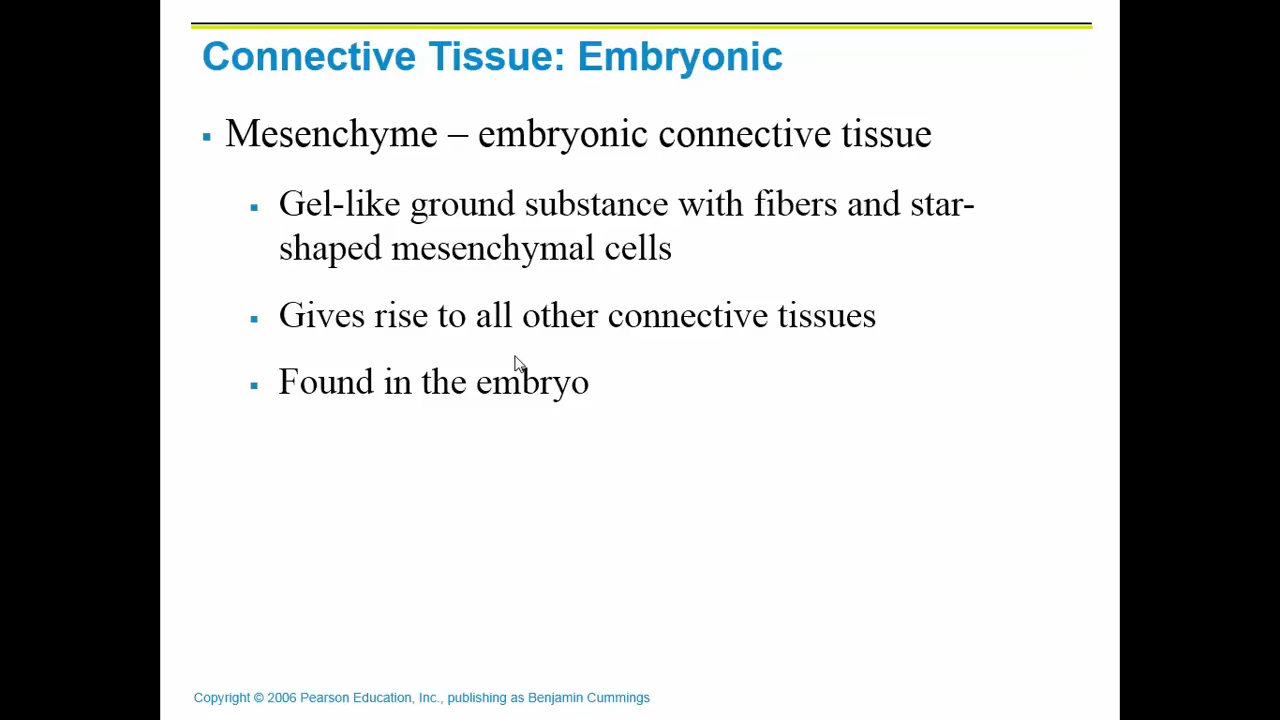 Connective Tissue: Embryonic
▪ Mesenchyme – embryonic connective tissue
▪ Gel-like ground substance with fibers and star-
shaped mesenchymal cells
▪ Gives rise to all other connective tissues
▪ Found in the embryo
Copyright © 2006 Pearson Education, Inc., publishing as Benjamin Cummings